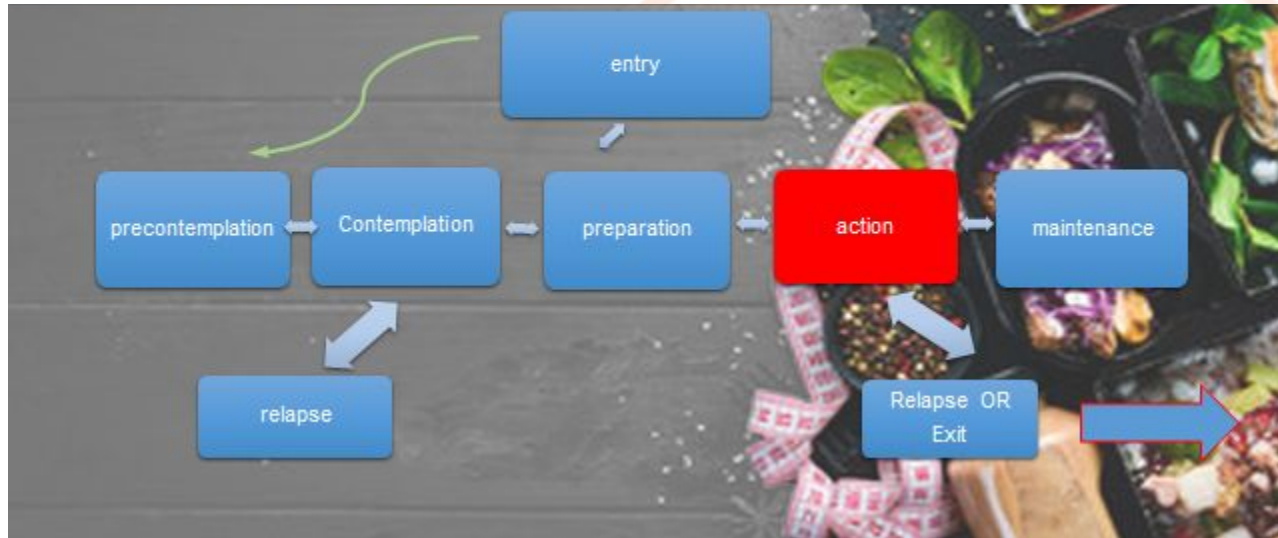 entry
precontemplation
Contemplation
preparation
action
maintenance
relapse
Relapse OR
Exit